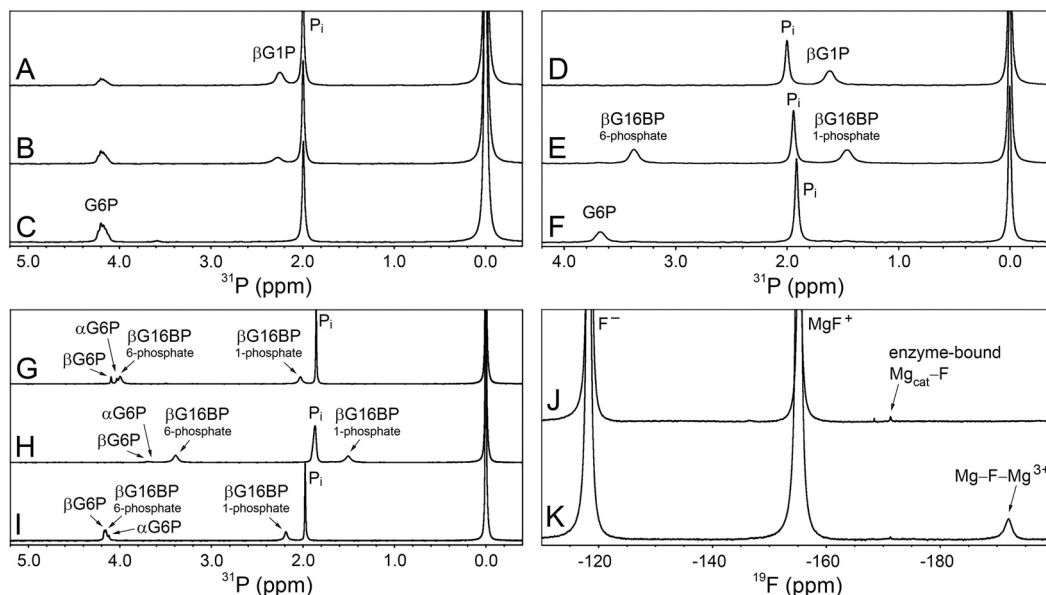 A
βG1P
Pi
B
G6P
C
5.0 4.0 3.0 2.0 1.0 0.0
31P (ppm)
D
Pi
βG1P
E
βG16BP
6-phosphate
Pi
βG16BP
1-phosphate
F
G6P
Pi
4.0 3.0 2.0 1.0 0.0
31P (ppm)
G
βG6P
αG6P
βG16BP
6-phosphate
βG16BP
1-phosphate
Pi
H
βG6P
αG6P
βG16BP
6-phosphate
Pi
βG16BP
1-phosphate
I
βG6P
βG16BP
6-phosphate
αG6P
βG16BP
1-phosphate
Pi
5.0 4.0 3.0 2.0 1.0 0.0
31P (ppm)
F−
MgF+
J
enzyme-bound
Mgcat–F
K
Mg–F–Mg3+
-120 -140 -160 -180
19F (ppm)